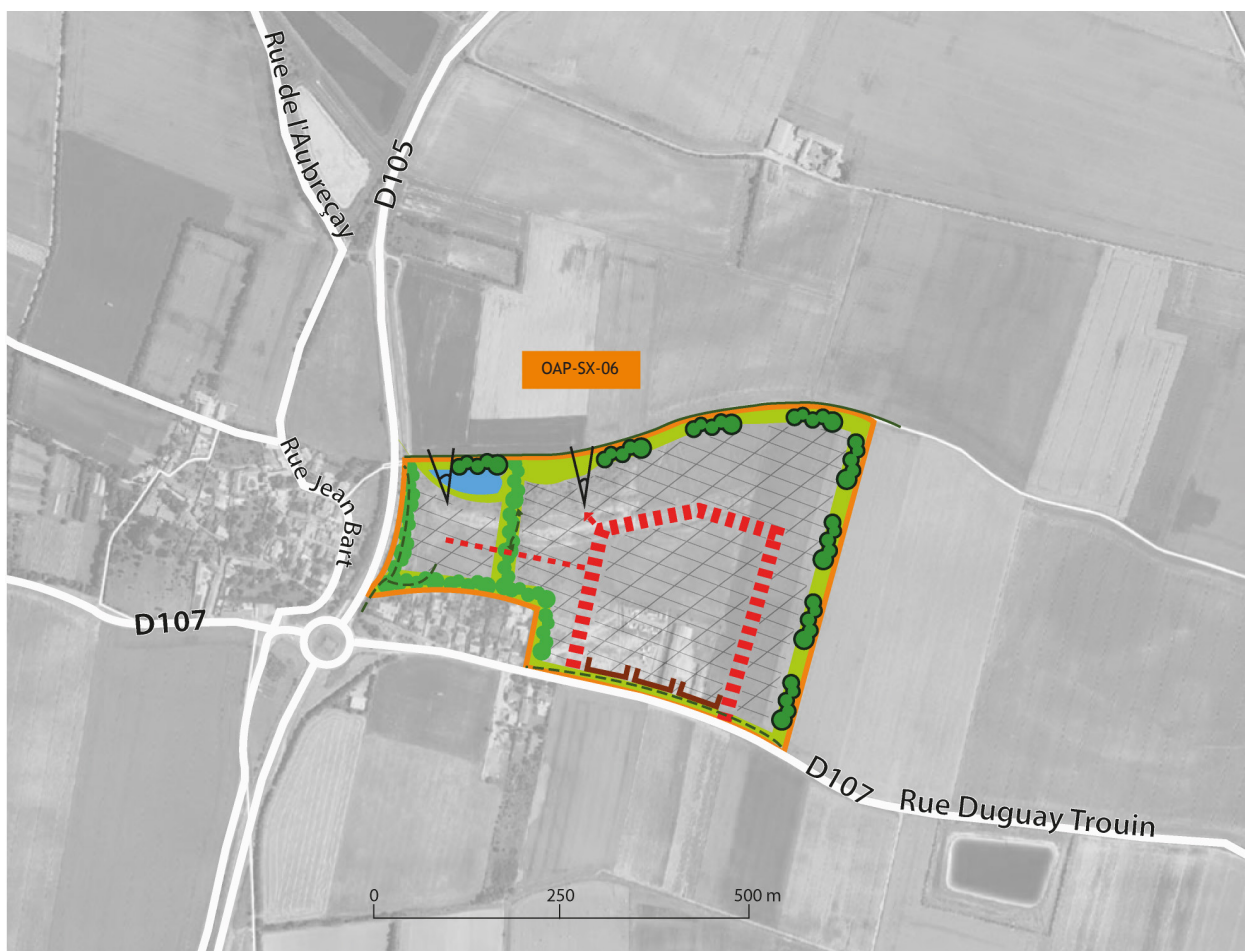 Rue de l'Aubreçay
D105
OAP-SX-06
Rue Jean Bart
D107
D107
Rue Duguay Trouin
0 250 500 m